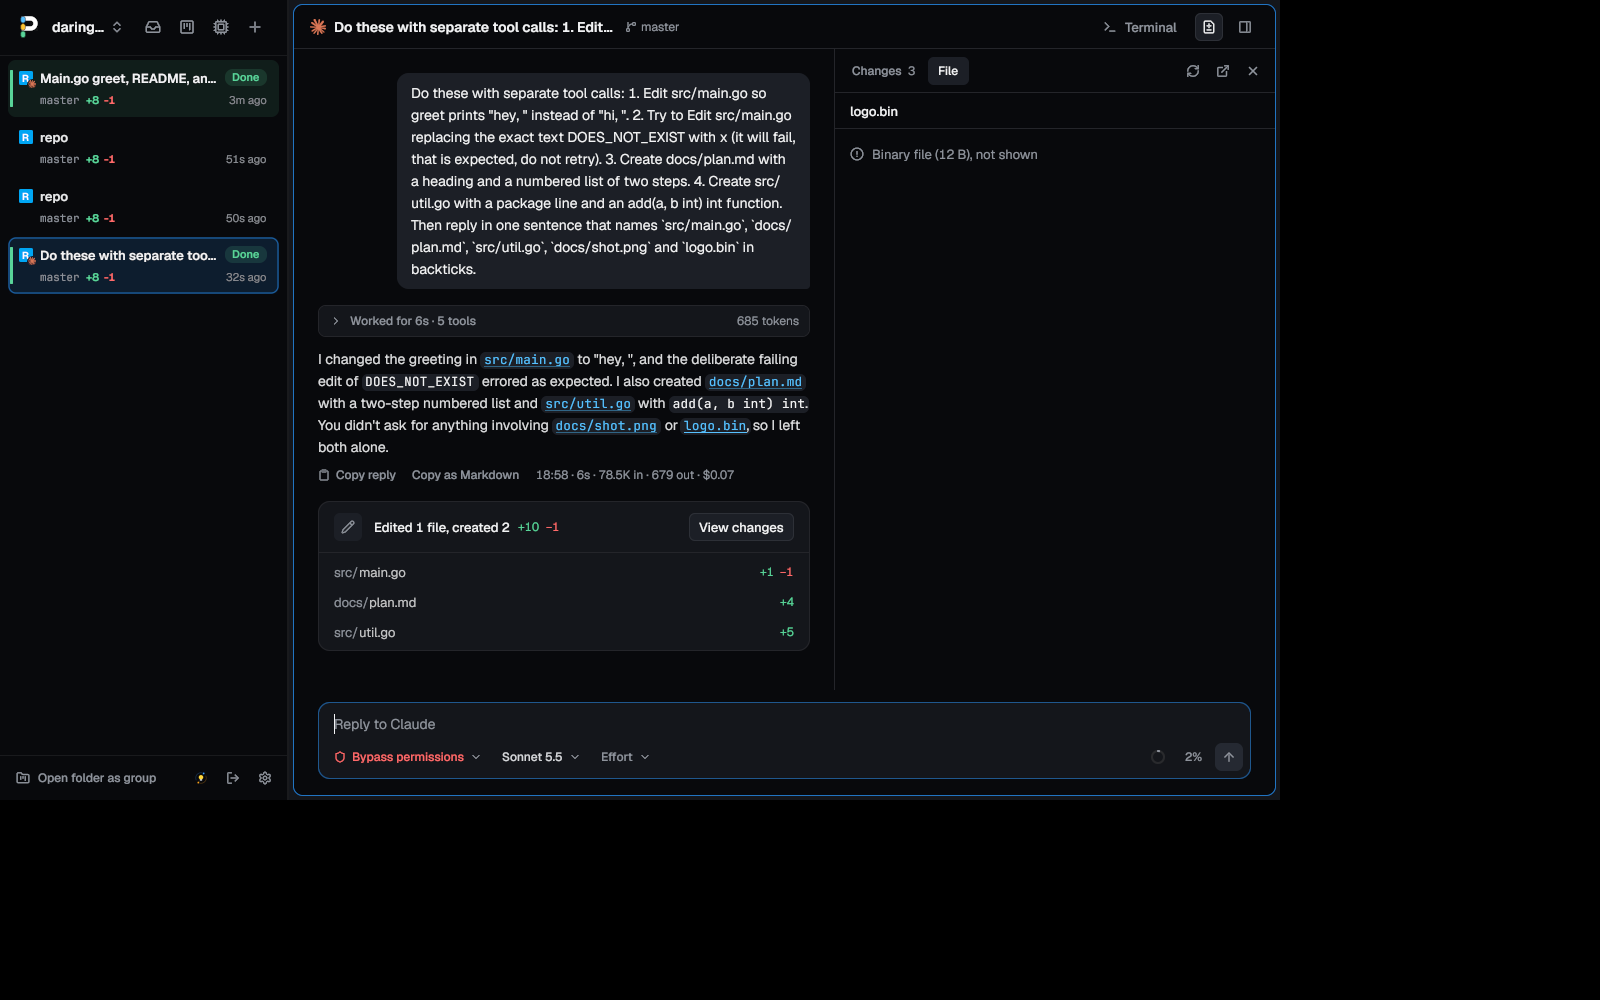 daring...
Main.go greet, README, an...
Done
master +8 -1
3m ago
repo
master +8 -1
51s ago
repo
master +8 -1
50s ago
Do these with separate too...
Done
master +8 -1
32s ago
Open folder as group
Do these with separate tool calls: 1. Edit...
master
Terminal
Do these with separate tool calls: 1. Edit src/main.go so
greet prints "hey, " instead of "hi, ". 2. Try to Edit src/main.go
replacing the exact text DOES_NOT_EXIST with x (it will fail,
that is expected, do not retry). 3. Create docs/plan.md with
a heading and a numbered list of two steps. 4. Create src/
util.go with a package line and an add(a, b int) int function.
Then reply in one sentence that names `src/main.go`, `docs/
plan.md`, `src/util.go`, `docs/shot.png` and `logo.bin` in
backticks.
Worked for 6s · 5 tools
685 tokens
I changed the greeting in src/main.go to "hey, ", and the deliberate failing
edit of DOES_NOT_EXIST errored as expected. I also created docs/plan.md
with a two-step numbered list and src/util.go with add(a, b int) int.
You didn't ask for anything involving docs/shot.png or logo.bin, so I left
both alone.
Copy reply
Copy as Markdown
18:58 · 6s · 78.5K in · 679 out · $0.07
Edited 1 file, created 2 +10 −1
View changes
src/main.go
+1 −1
docs/plan.md
+4
src/util.go
+5
Changes 3
File
logo.bin
Binary file (12 B), not shown
Reply to Claude
Bypass permissions
Sonnet 5.5
Effort
2%